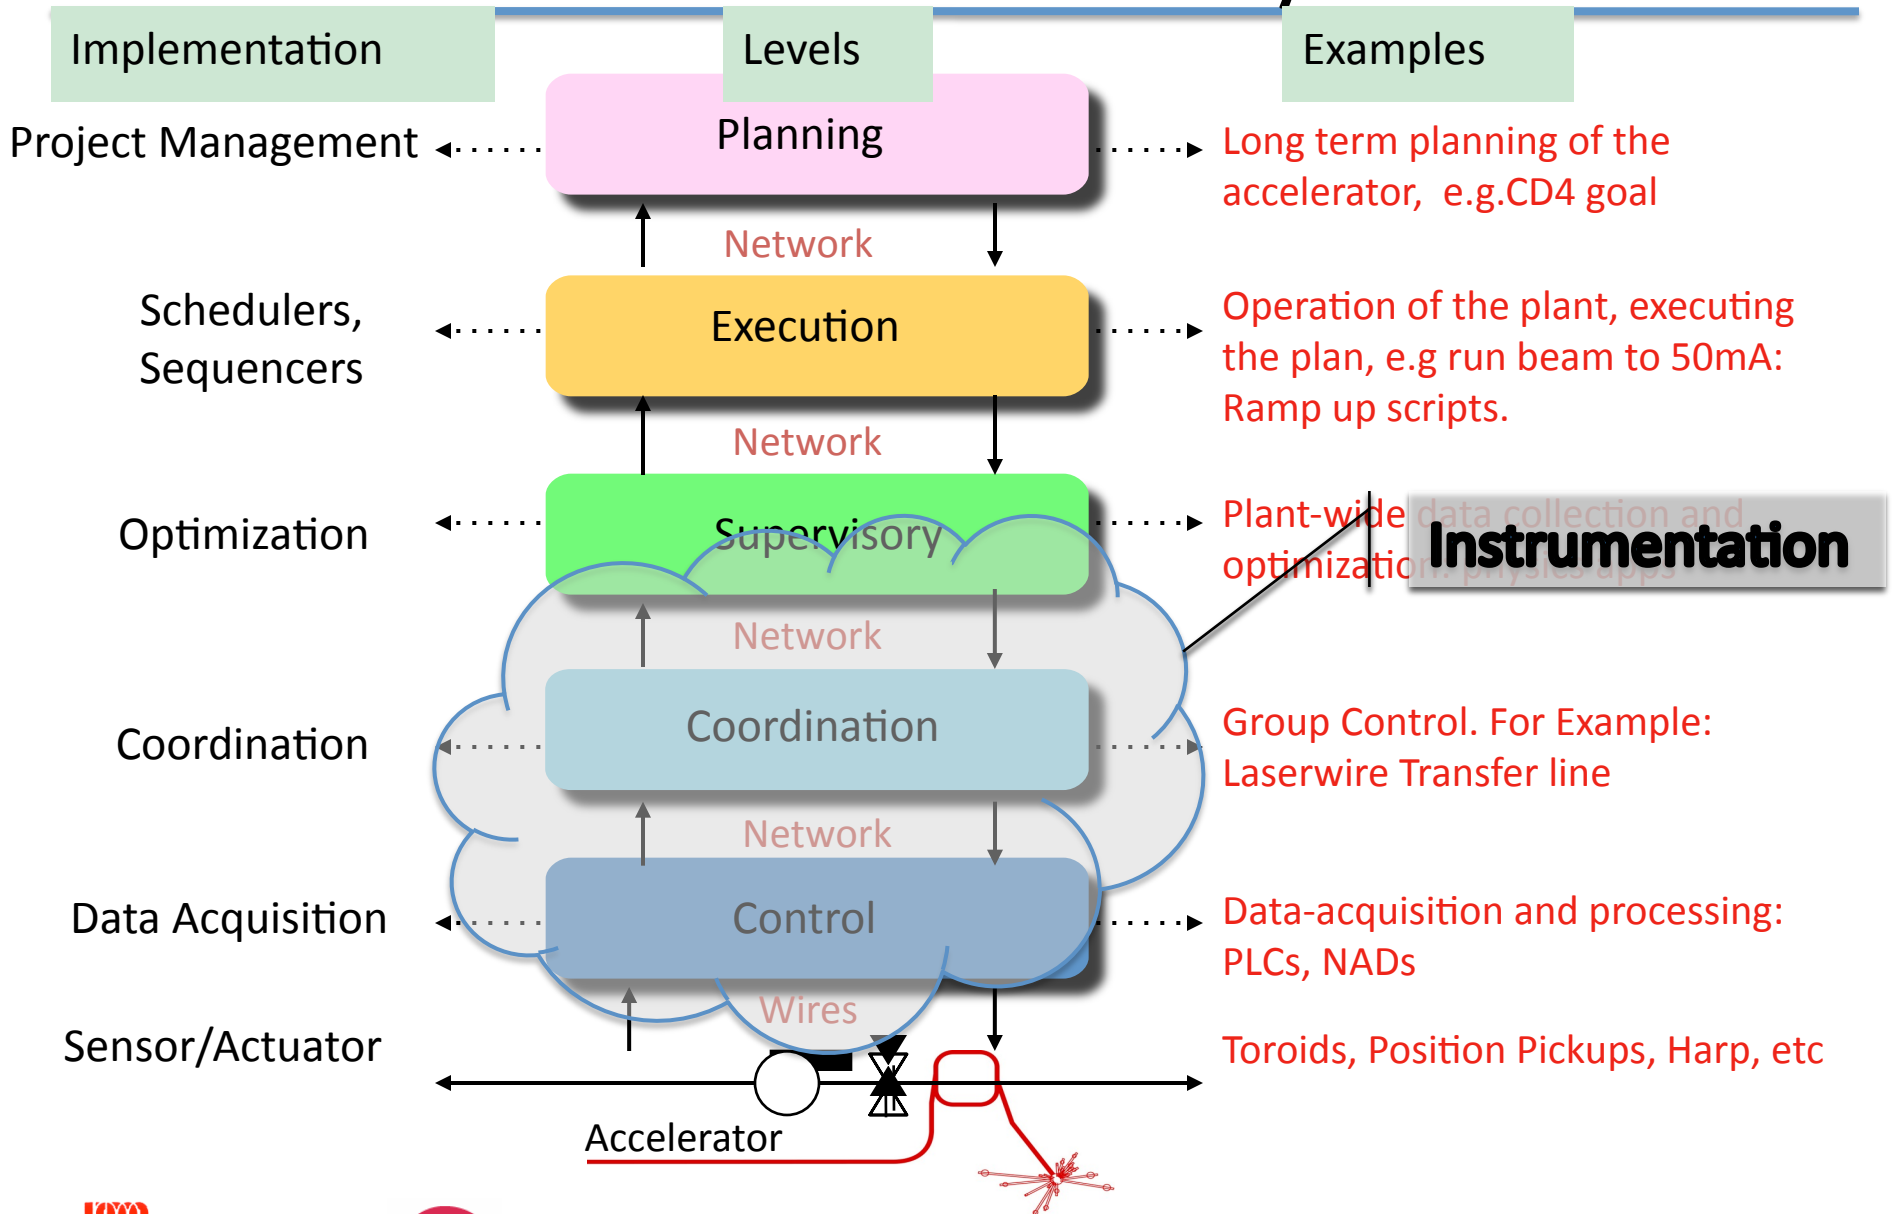 Implementation
Levels
Examples
Project Management
Planning
Long term planning of the
accelerator, e.g.CD4 goal
Network
Schedulers,
Sequencers
Execution
Operation of the plant, executing
the plan, e.g run beam to 50mA:
Ramp up scripts.
Network
Optimization
Supervisory
Plant-wide data collection and
optimization. physics apps
Instrumentation
Network
Coordination
Coordination
Group Control. For Example:
Laserwire Transfer line
Network
Data Acquisition
Control
Data-acquisition and processing:
PLCs, NADs
Wires
Sensor/Actuator
Toroids, Position Pickups, Harp, etc
Accelerator